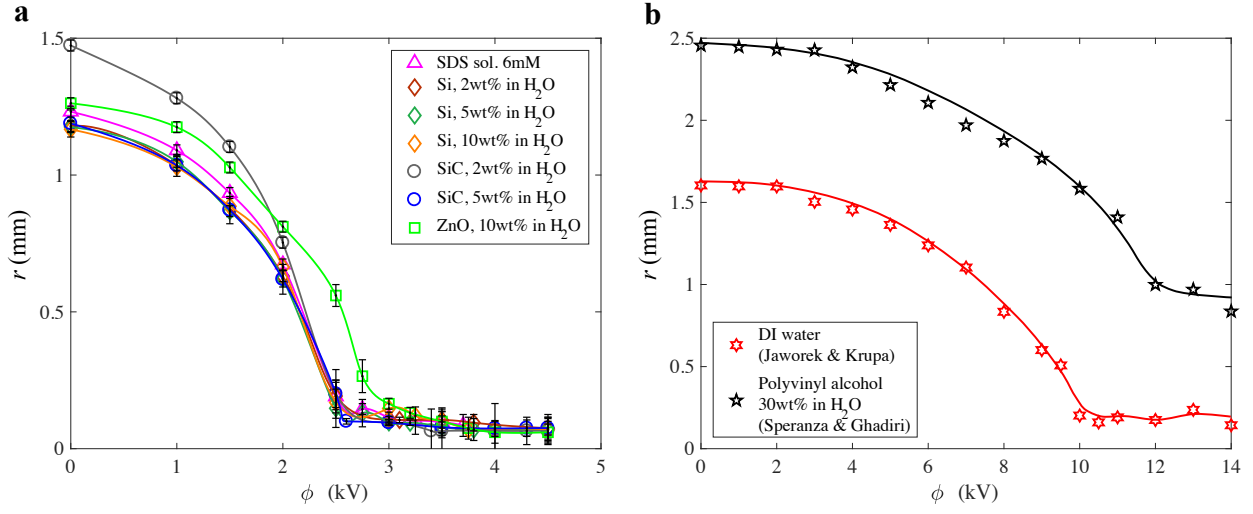 a
1.5
1
0.5
0
r (mm)
0
1
2
3
4
5
ϕ (kV)
SDS sol. 6mM
Si, 2wt% in H2O
Si, 5wt% in H2O
Si, 10wt% in H2O
SiC, 2wt% in H2O
SiC, 5wt% in H2O
ZnO, 10wt% in H2O
b
2.5
2
1.5
1
0.5
0
r (mm)
0
2
4
6
8
10
12
14
ϕ (kV)
DI water
(Jaworek & Krupa)
Polyvinyl alcohol
30wt% in H2O
(Speranza & Ghadiri)